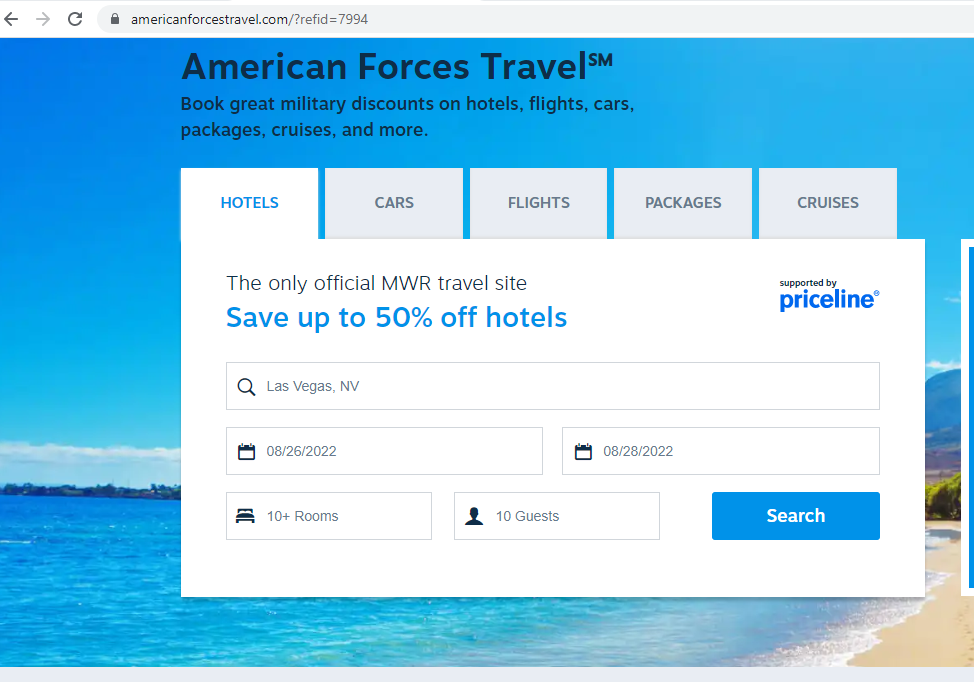 americanforcestravel.com/?refid=7994
American Forces Travel℠
Book great military discounts on hotels, flights, cars,
packages, cruises, and more.
HOTELS CARS FLIGHTS PACKAGES CRUISES
The only official MWR travel site
Save up to 50% off hotels
supported by
priceline®
Las Vegas, NV
08/26/2022 08/28/2022
10+ Rooms 10 Guests Search